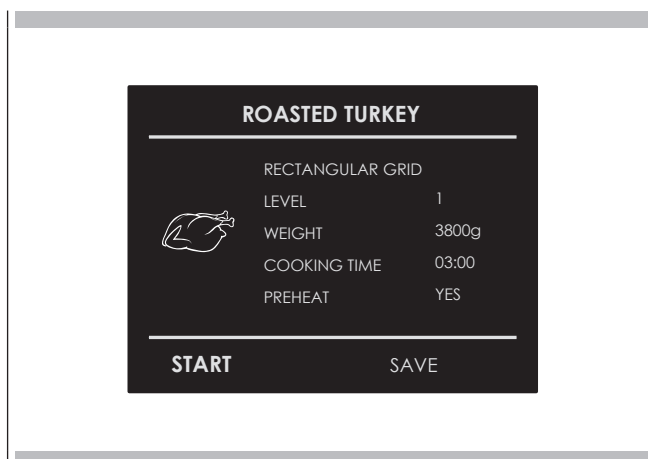 ROASTED TURKEY
RECTANGULAR GRID
LEVEL 1
WEIGHT 3800g
COOKING TIME 03:00
PREHEAT YES
START SAVE